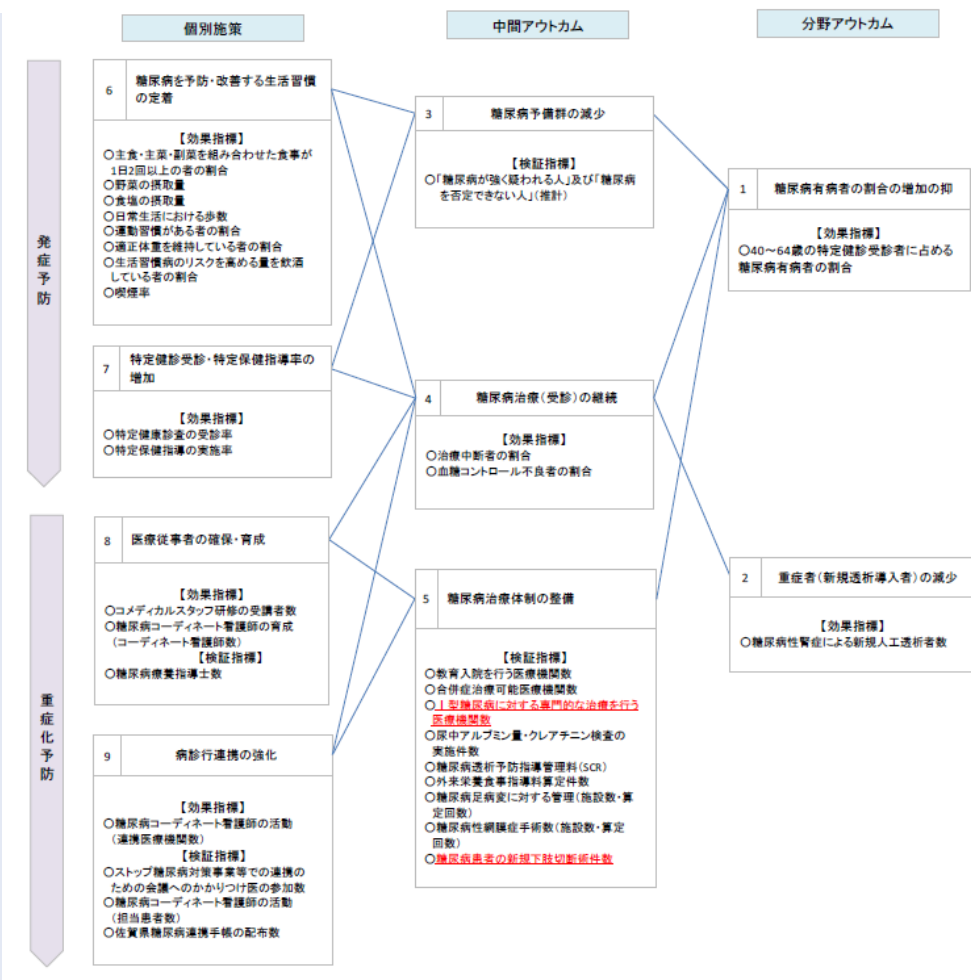 個別施策
中間アウトカム
分野アウトカム
発症予防
6
糖尿病を予防・改善する生活習慣
の定着
【効果指標】
○主食・主菜・副菜を組み合わせた食事が
1日2回以上の者の割合
○野菜の摂取量
○食塩の摂取量
○日常生活における歩数
○運動習慣がある者の割合
○適正体重を維持している者の割合
○生活習慣病のリスクを高める量を飲酒
している者の割合
○喫煙率
7
特定健診受診・特定保健指導率の
増加
【効果指標】
○特定健康診査の受診率
○特定保健指導の実施率
重症化予防
8
医療従事者の確保・育成
【効果指標】
○コメディカルスタッフ研修の受講者数
○糖尿病コーディネート看護師の育成
（コーディネート看護師数）
【検証指標】
○糖尿病療養指導士数
9
病診行連携の強化
【効果指標】
○糖尿病コーディネート看護師の活動
（連携医療機関数）
【検証指標】
○ストップ糖尿病対策事業等での連携の
ための会議へのかかりつけ医の参加数
○糖尿病コーディネート看護師の活動
（担当患者数）
○佐賀県糖尿病連携手帳の配布数
3
糖尿病予備群の減少
【検証指標】
○「糖尿病が強く疑われる人」及び「糖尿病
を否定できない人」（推計）
4
糖尿病治療（受診）の継続
【効果指標】
○治療中断者の割合
○血糖コントロール不良者の割合
5
糖尿病治療体制の整備
【検証指標】
○教育入院を行う医療機関数
○合併症治療可能医療機関数
○Ⅰ型糖尿病に対する専門的な治療を行う
医療機関数
○尿中アルブミン量・クレアチニン検査の
実施件数
○糖尿病透析予防指導管理料（SCR）
○外来栄養食事指導料算定件数
○糖尿病足病変に対する管理（施設数・算
定回数）
○糖尿病性網膜症手術数（施設数・算定
回数）
○糖尿病患者の新規下肢切断術件数
1
糖尿病有病者の割合の増加の抑
【効果指標】
○40～64歳の特定健診受診者に占める
糖尿病有病者の割合
2
重症者（新規透析導入者）の減少
【効果指標】
○糖尿病性腎症による新規人工透析者数